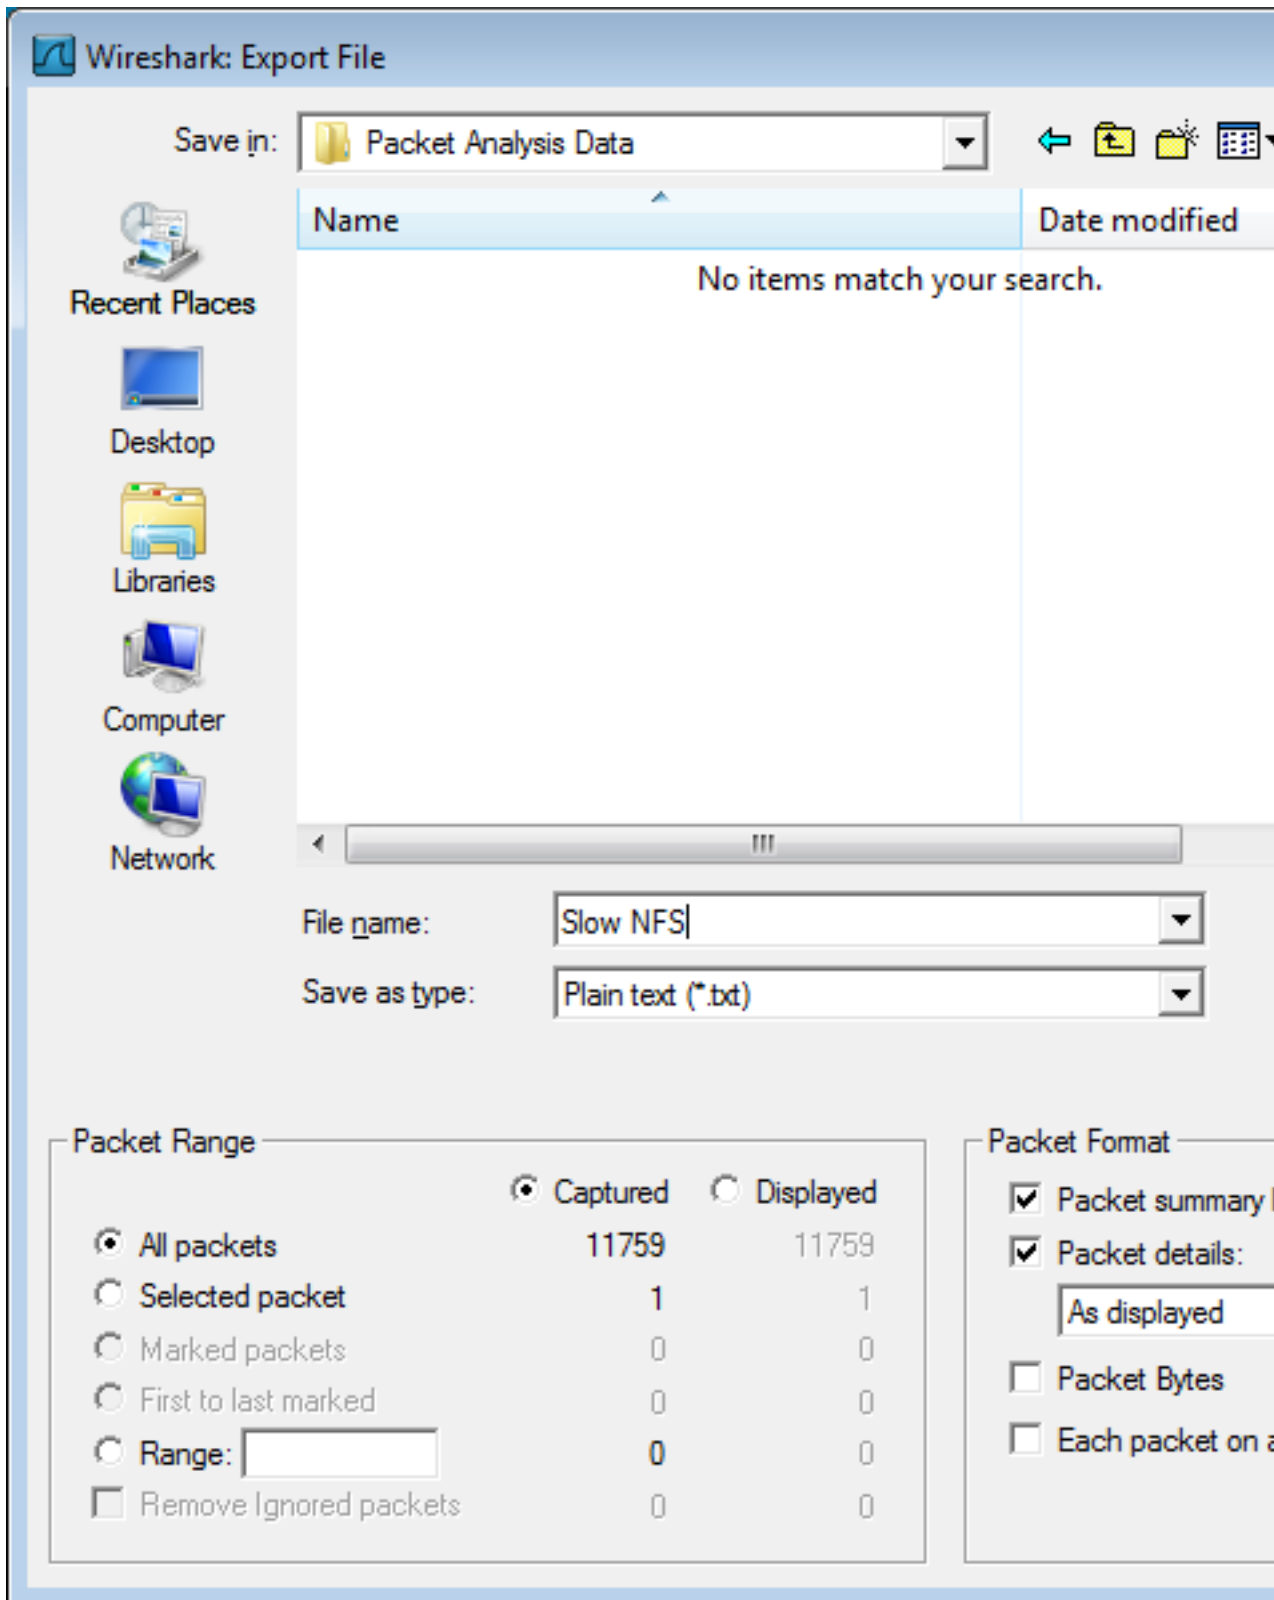 Wireshark: Export File
Save in: Packet Analysis Data
Name Date modified
No items match your search.
Recent Places
Desktop
Libraries
Computer
Network
File name: Slow NFS
Save as type: Plain text (*.txt)
Packet Range
Captured Displayed
All packets 11759 11759
Selected packet 1 1
Marked packets 0 0
First to last marked 0 0
Range: 0 0
Remove Ignored packets 0 0
Packet Format
Packet summary
Packet details:
As displayed
Packet Bytes
Each packet on